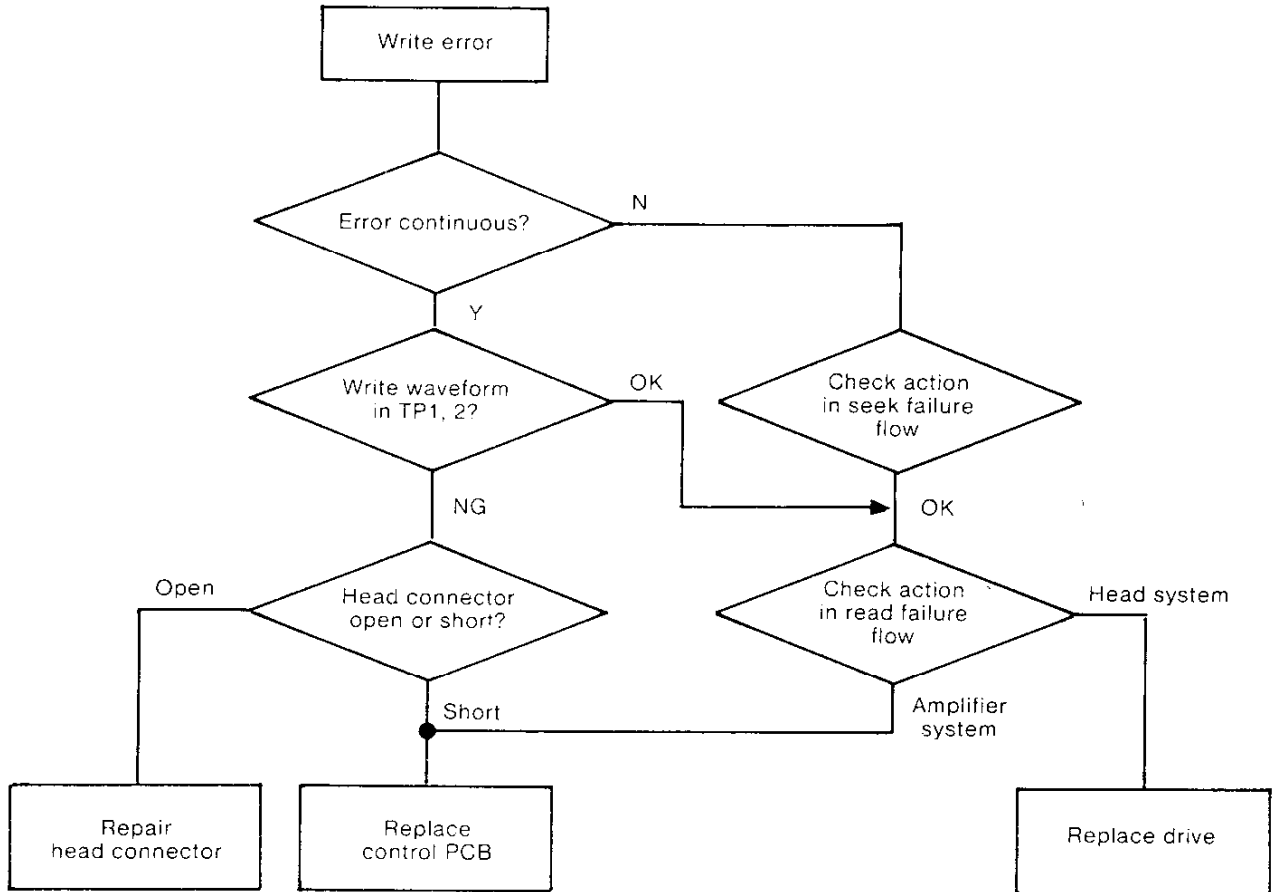 Write error
Error continuous?
N
Y
Write waveform
in TP1, 2?
OK
Check action
in seek failure
flow
NG
OK
Open
Head connector
open or short?
Check action
in read failure
flow
Head system
Short
Amplifier
system
Repair
head connector
Replace
control PCB
Replace drive